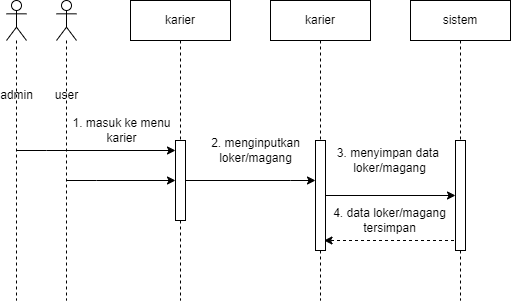 karier
karier
sistem
admin
user
1. masuk ke menu
karier
2. menginputkan
loker/magang
3. menyimpan data
loker/magang
4. data loker/magang
tersimpan